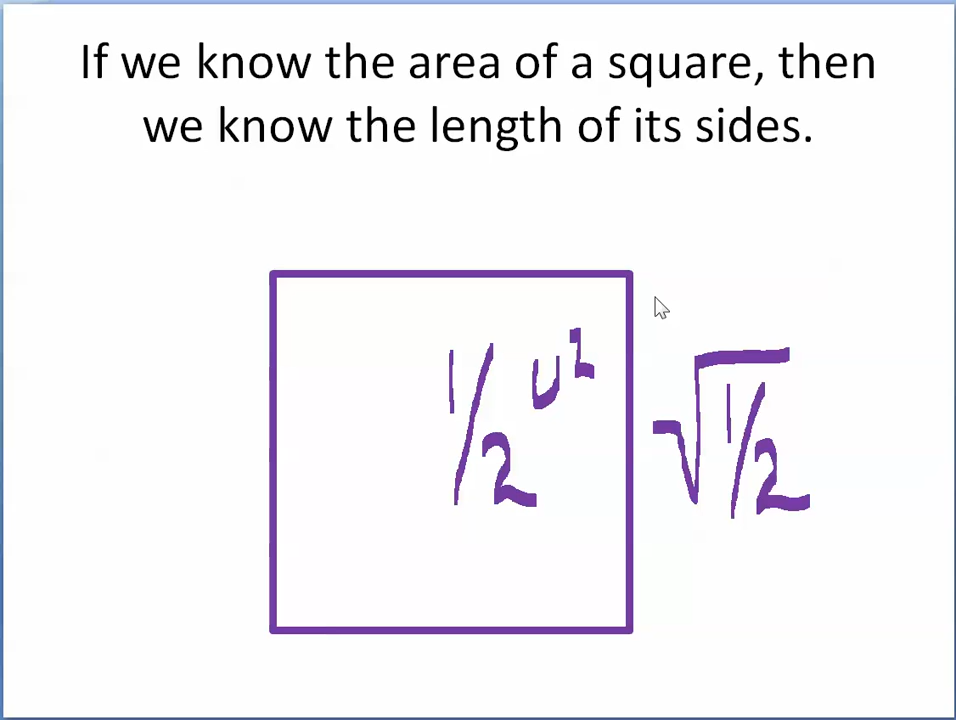 If we know the area of a square, then
we know the length of its sides.
1/2 u²
√1/2